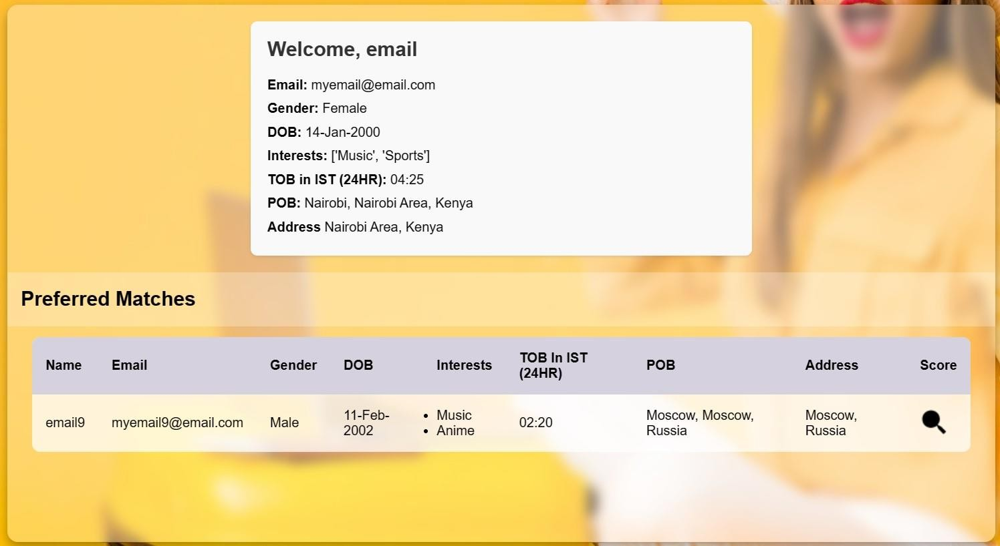 Welcome, email
Email: myemail@email.com
Gender: Female
DOB: 14-Jan-2000
Interests: ['Music', 'Sports']
TOB in IST (24HR): 04:25
POB: Nairobi, Nairobi Area, Kenya
Address Nairobi Area, Kenya
Preferred Matches
Name Email Gender DOB Interests TOB In IST (24HR) POB Address Score
email9 myemail9@email.com Male 11-Feb-2002 • Music • Anime 02:20 Moscow, Moscow, Russia Moscow, Russia